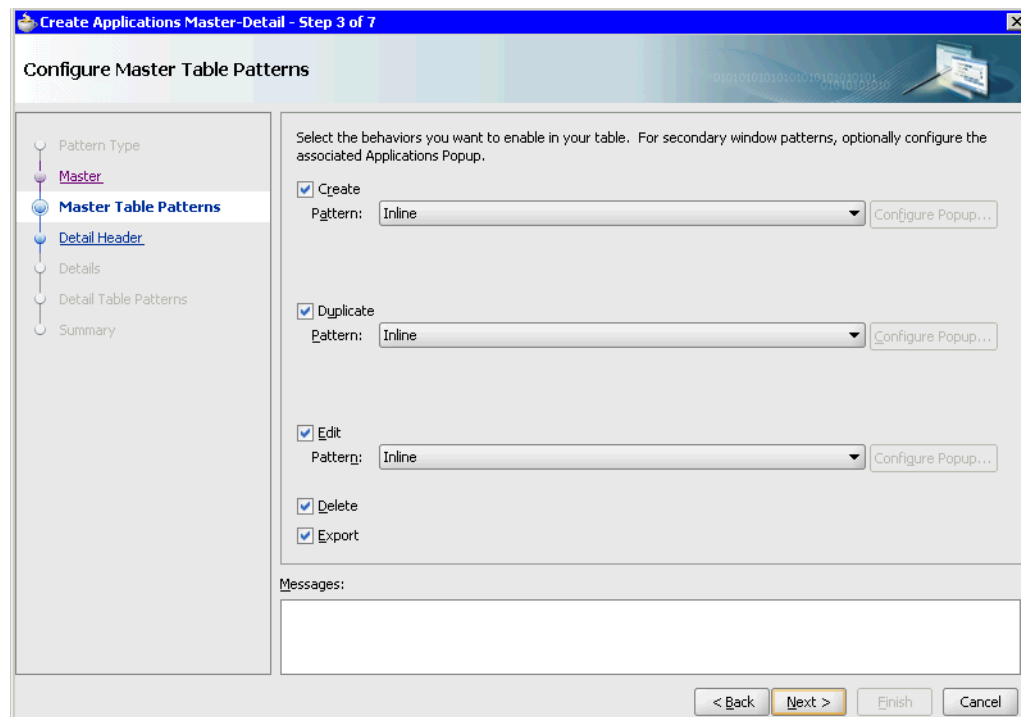 Create Applications Master-Detail - Step 3 of 7
Configure Master Table Patterns
Pattern Type
Master
Master Table Patterns
Detail Header
Details
Detail Table Patterns
Summary
Select the behaviors you want to enable in your table.  For secondary window patterns, optionally configure the
associated Applications Popup.
Create
Pattern: Inline Configure Popup...
Duplicate
Pattern: Inline Configure Popup...
Edit
Pattern: Inline Configure Popup...
Delete
Export
Messages:
< Back Next > Finish Cancel